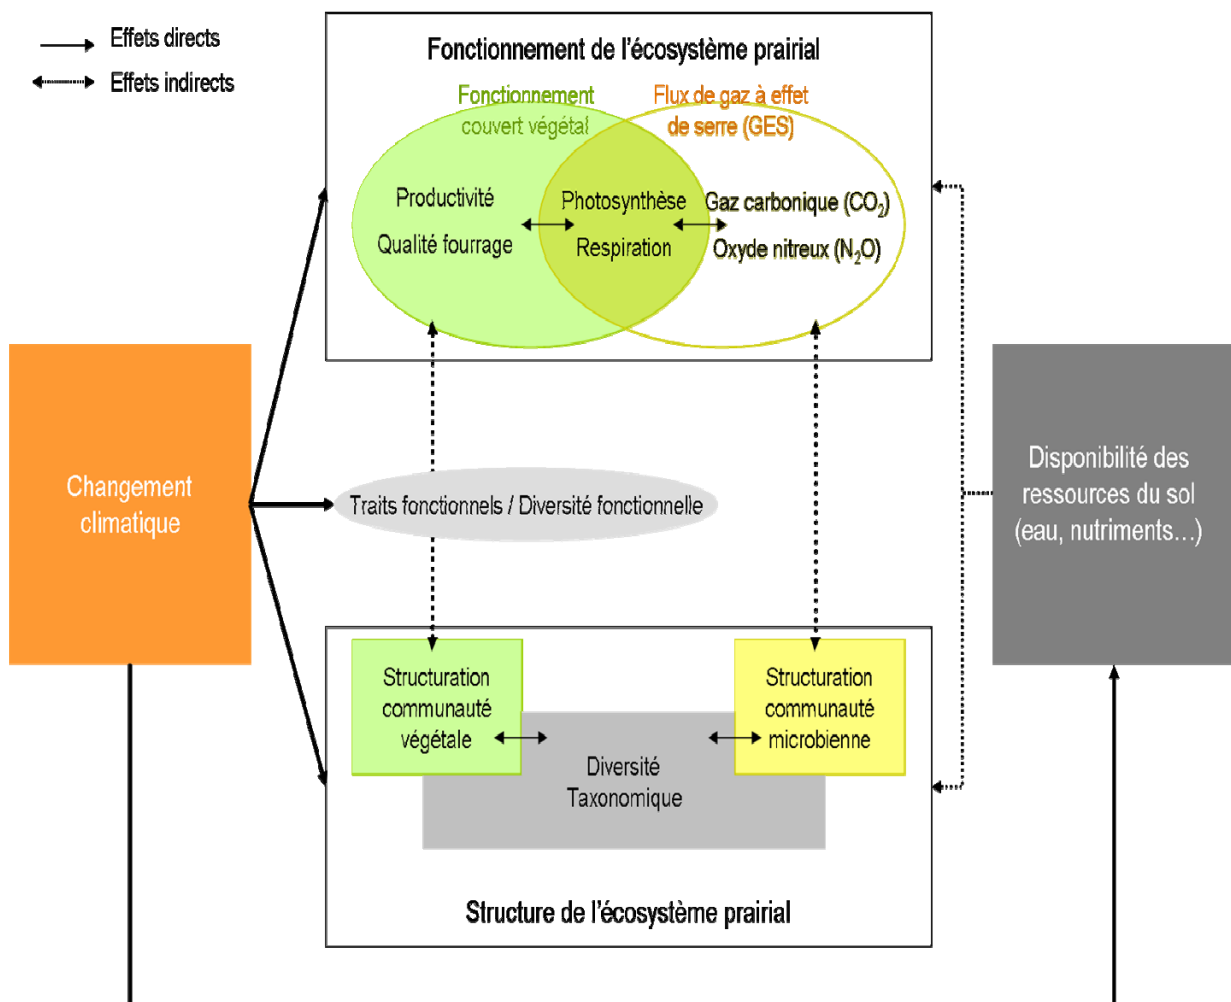 Effets directs
Effets indirects
Fonctionnement de l'écosystème prairial
Fonctionnement
couvert végétal
Flux de gaz à effet
de serre (GES)
Productivité
Qualité fourrage
Photosynthèse
Respiration
Gaz carbonique (CO₂)
Oxyde nitreux (N₂O)
Changement
climatique
Traits fonctionnels / Diversité fonctionnelle
Disponibilité des
ressources du sol
(eau, nutriments…)
Structuration
communauté
végétale
Structuration
communauté
microbienne
Diversité
Taxonomique
Structure de l'écosystème prairial